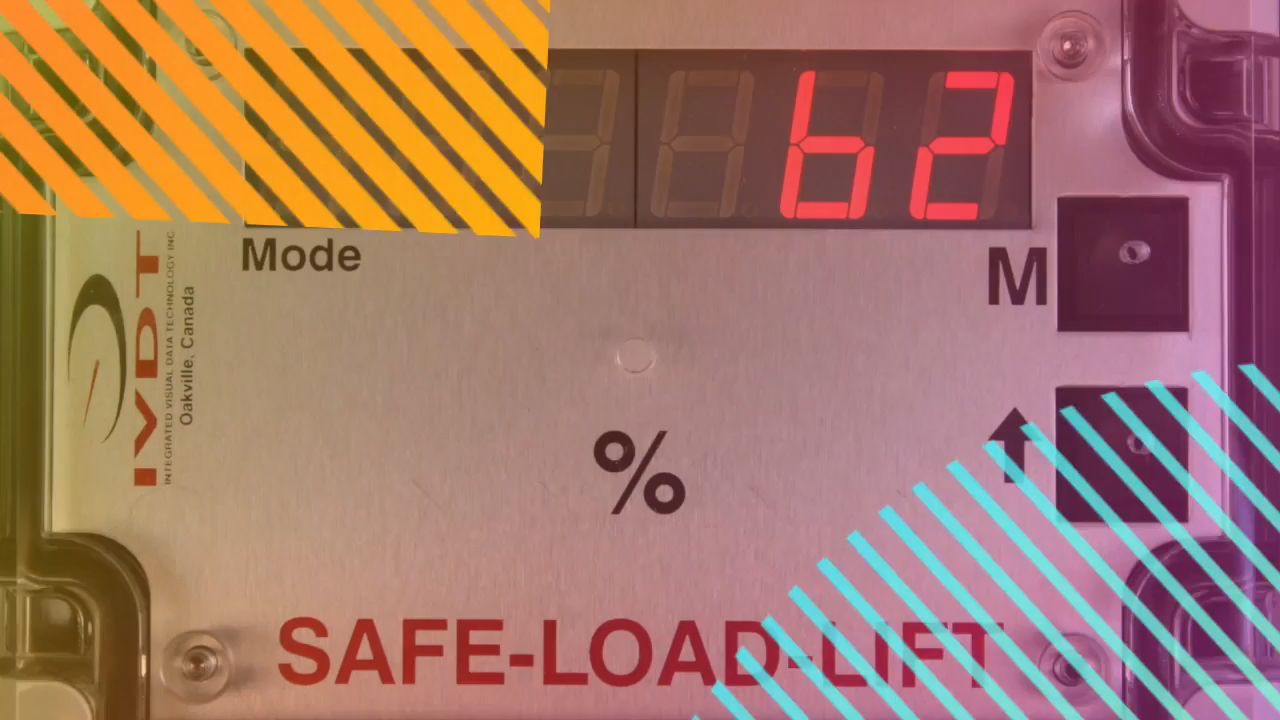 b2
Mode
M
IVDT
INTEGRATED VISUAL DATA TECHNOLOGY INC.
Oakville, Canada
%
SAFE-LOAD-LIFT